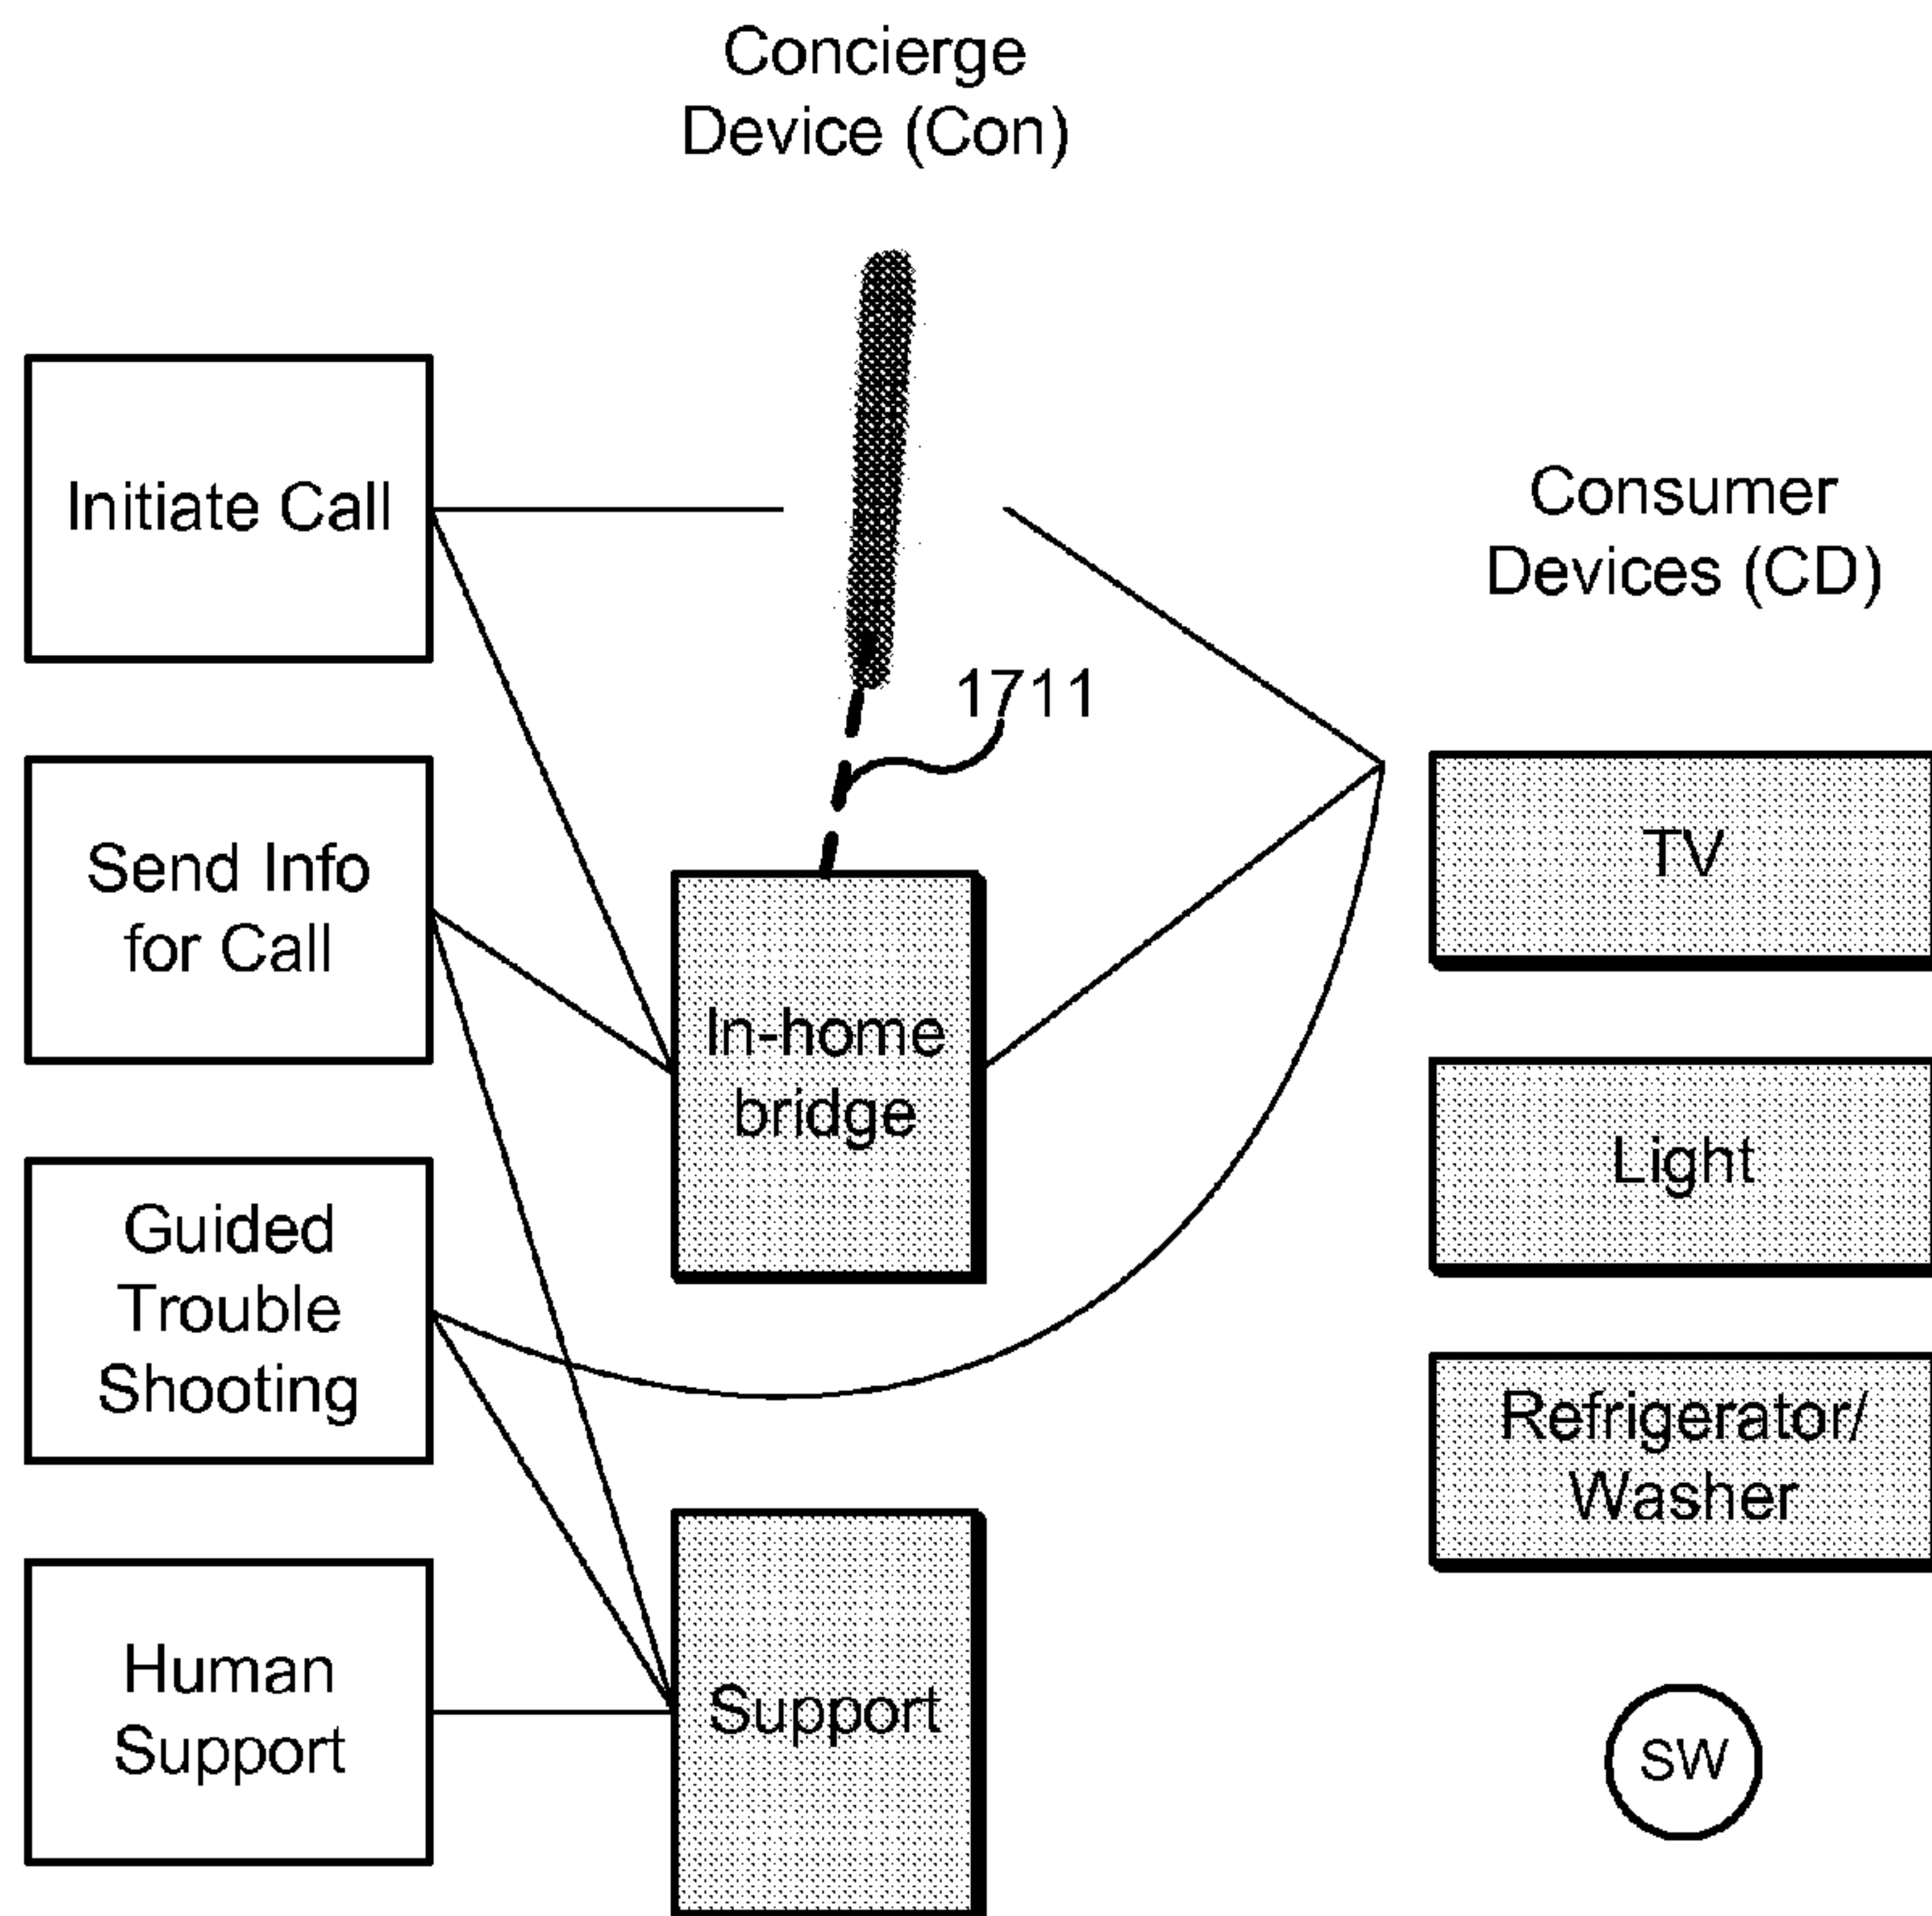 Concierge
Device (Con)
Initiate Call
Consumer
Devices (CD)
1711
Send Info
for Call
TV
In-home
bridge
Light
Guided
Trouble
Shooting
Refrigerator/
Washer
Human
Support
Support
SW